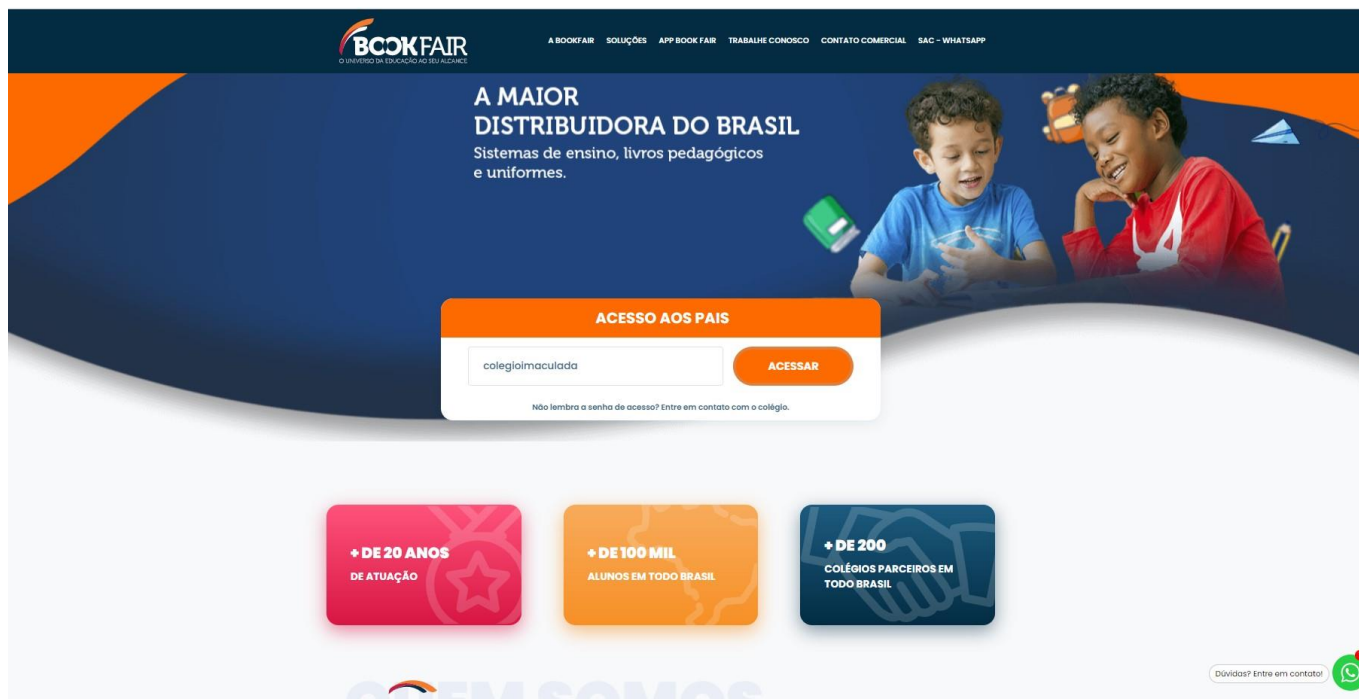 BOOKFAIR
O UNIVERSO DA EDUCAÇÃO AO SEU ALCANCE
A BOOKFAIR SOLUÇÕES APP BOOK FAIR TRABALHE CONOSCO CONTATO COMERCIAL SAC - WHATSAPP
A MAIOR
DISTRIBUIDORA DO BRASIL
Sistemas de ensino, livros pedagógicos
e uniformes.
ACESSO AOS PAIS
colegioimaculada
ACESSAR
Não lembra a senha de acesso? Entre em contato com o colégio.
+ DE 20 ANOS
DE ATUAÇÃO
+ DE 100 MIL
ALUNOS EM TODO BRASIL
+ DE 200
COLÉGIOS PARCEIROS EM
TODO BRASIL
Dúvidas? Entre em contato!
QUEM SOMOS